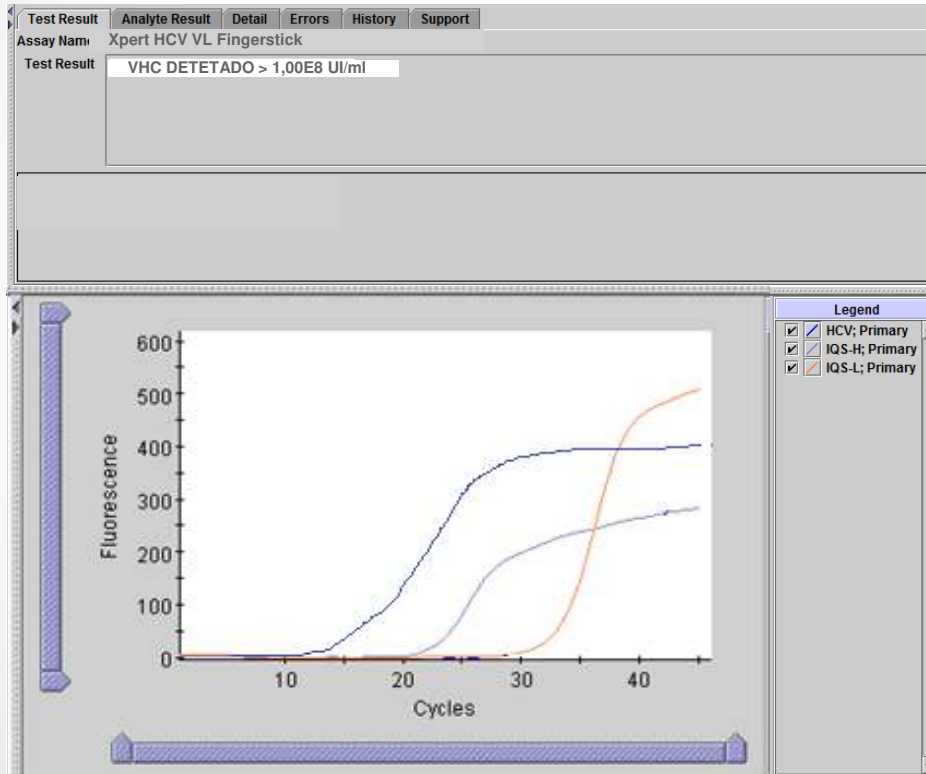 Test Result Analyte Result Detail Errors History Support
Assay Name Xpert HCV VL Fingerstick
Test Result VHC DETETADO > 1,00E8 UI/ml
Legend
HCV; Primary
IQS-H; Primary
IQS-L; Primary
600
500
400
300
200
100
0
Fluorescence
10 20 30 40
Cycles